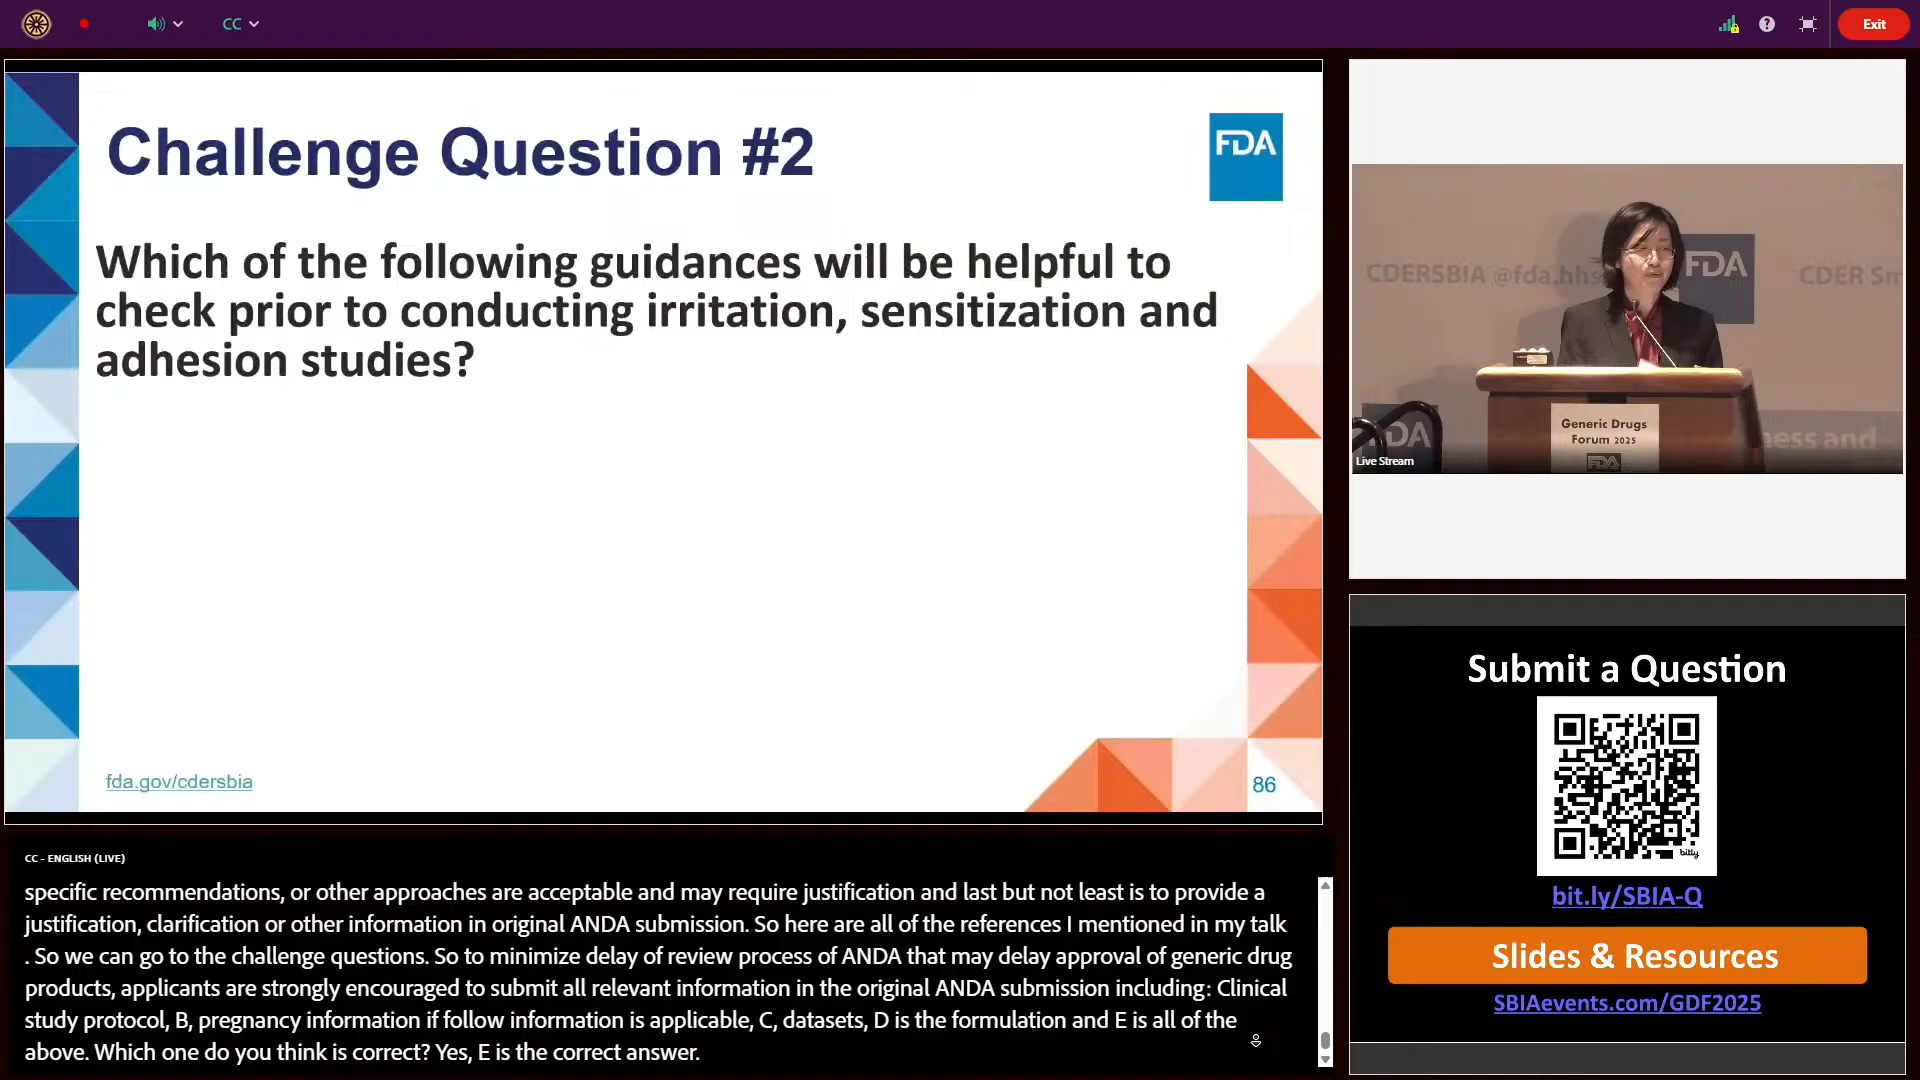 CC
Exit
Challenge Question #2
FDA
Which of the following guidances will be helpful to
check prior to conducting irritation, sensitization and
adhesion studies?
fda.gov/cdersbia
86
CDERSBIA @fda.hhs
FDA
CDER Sm
Generic Drugs
Forum 2025
FDA
DA
ness and
Live Stream
Submit a Question
bitly
bit.ly/SBIA-Q
Slides & Resources
SBIAevents.com/GDF2025
CC - ENGLISH (LIVE)
specific recommendations, or other approaches are acceptable and may require justification and last but not least is to provide a
justification, clarification or other information in original ANDA submission. So here are all of the references I mentioned in my talk
. So we can go to the challenge questions. So to minimize delay of review process of ANDA that may delay approval of generic drug
products, applicants are strongly encouraged to submit all relevant information in the original ANDA submission including: Clinical
study protocol, B, pregnancy information if follow information is applicable, C, datasets, D is the formulation and E is all of the
above. Which one do you think is correct? Yes, E is the correct answer.